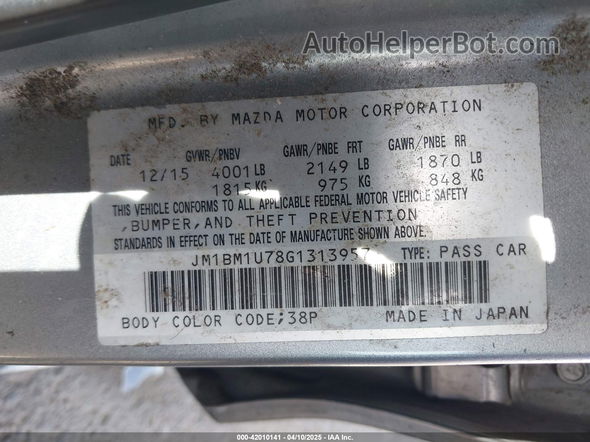 AutoHelperBot.com
MFD. BY MAZDA MOTOR CORPORATION
DATE GVWR/PNBV GAWR/PNBE FRT GAWR/PNBE RR
12/15 4001LB 2149 LB 1870 LB
1815KG 975 KG 848 KG
THIS VEHICLE CONFORMS TO ALL APPLICABLE FEDERAL MOTOR VEHICLE SAFETY
,BUMPER,AND THEFT PREVENTION
STANDARDS IN EFFECT ON THE DATE OF MANUFACTURE SHOWN ABOVE.
JM1BM1U78G1313957 TYPE: PASS CAR
BODY COLOR CODE;38P MADE IN JAPAN
000-42010141 - 04/10/2025 - IAA Inc.